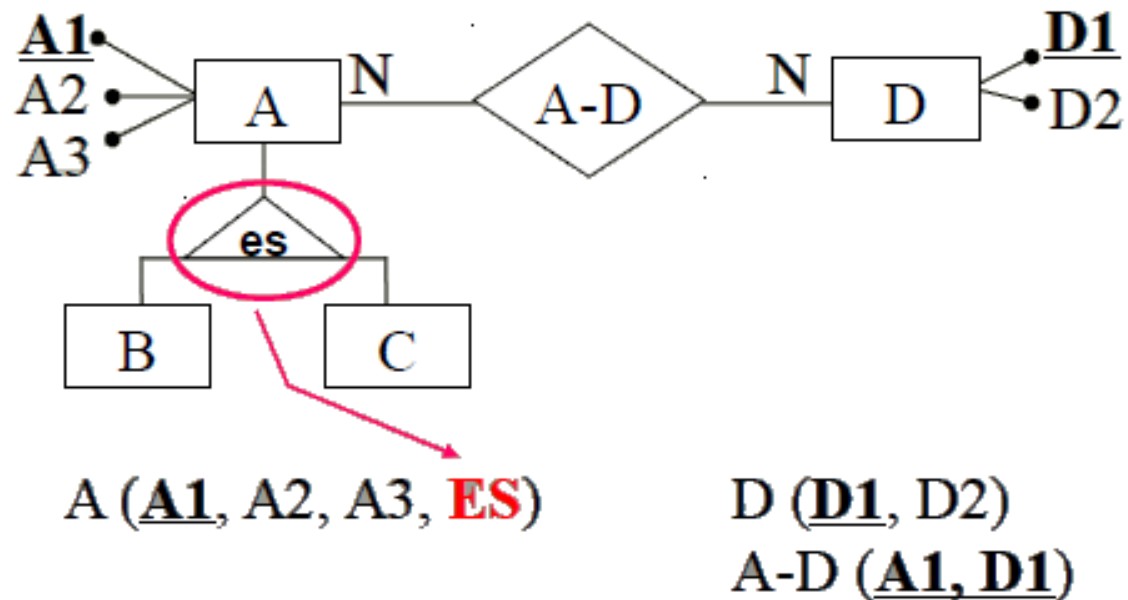 A1
A2
A3
A
N
A-D
N
D
D1
D2
es
B
C
A (A1, A2, A3, ES)
D (D1, D2)
A-D (A1, D1)